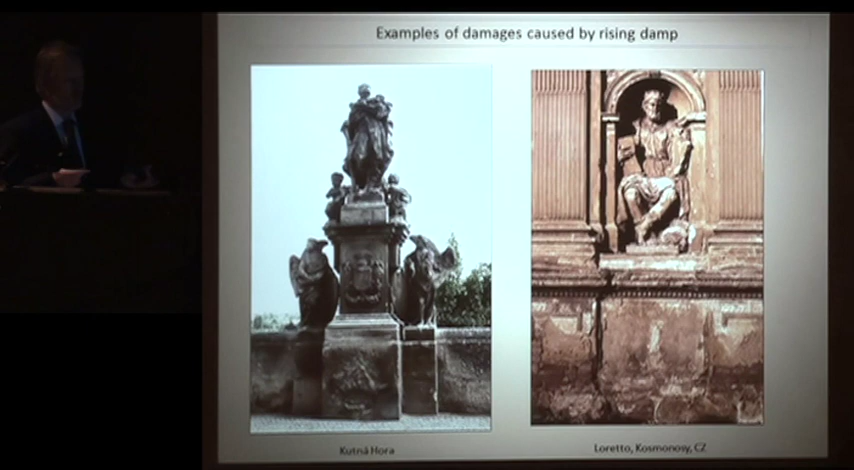 Examples of damages caused by rising damp
Kutná Hora
Loretto, Kosmonosy, CZ